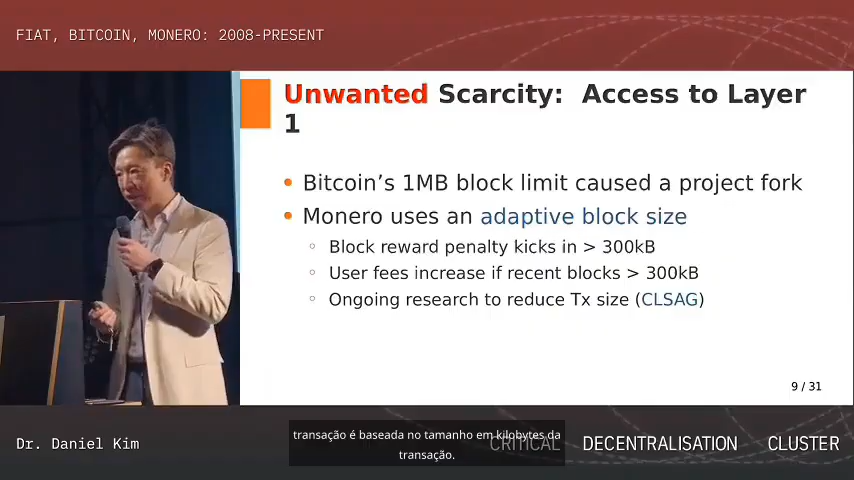 FIAT, BITCOIN, MONERO: 2008-PRESENT
Unwanted Scarcity: Access to Layer
1
• Bitcoin’s 1MB block limit caused a project fork
• Monero uses an adaptive block size
◦ Block reward penalty kicks in > 300kB
◦ User fees increase if recent blocks > 300kB
◦ Ongoing research to reduce Tx size (CLSAG)
9 / 31
Dr. Daniel Kim
transação é baseada no tamanho em kilobytes da
transação.
CRITICAL DECENTRALISATION CLUSTER